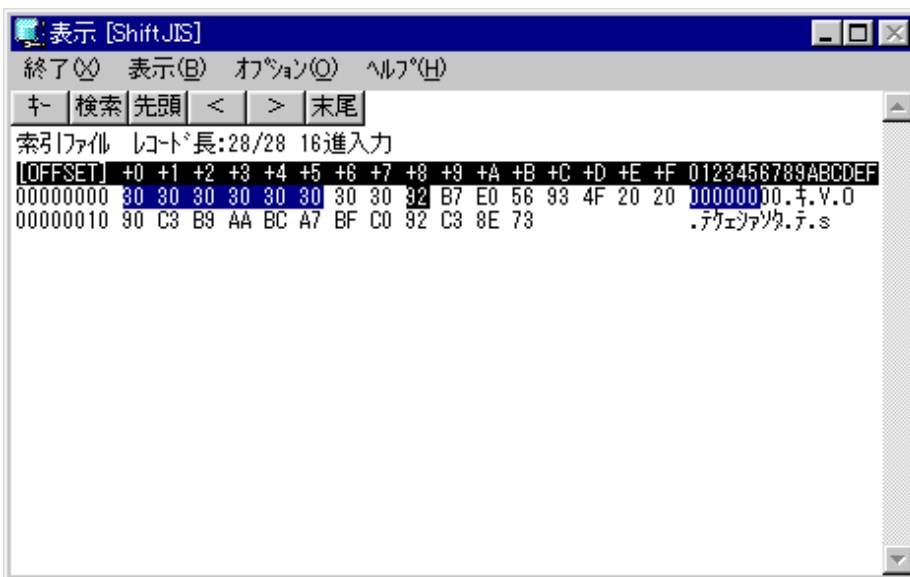 表示 [ShiftJIS]
終了(X) 表示(B) ｵﾌﾟｼｮﾝ(O) ﾍﾙﾌﾟ(H)
ｷｰ 検索 先頭 < > 末尾
索引ﾌｧｲﾙ ﾚｺｰﾄﾞ長:28/28 16進入力
[OFFSET] +0 +1 +2 +3 +4 +5 +6 +7 +8 +9 +A +B +C +D +E +F 0123456789ABCDEF
00000000 30 30 30 30 30 30 30 30 92 B7 E0 56 93 4F 20 20 00000000.ｷ.V.O
00000010 90 C3 B9 AA BC A7 BF C0 92 C3 8E 73 .ﾃｹｪｼｧｿﾀ.ﾃ.s